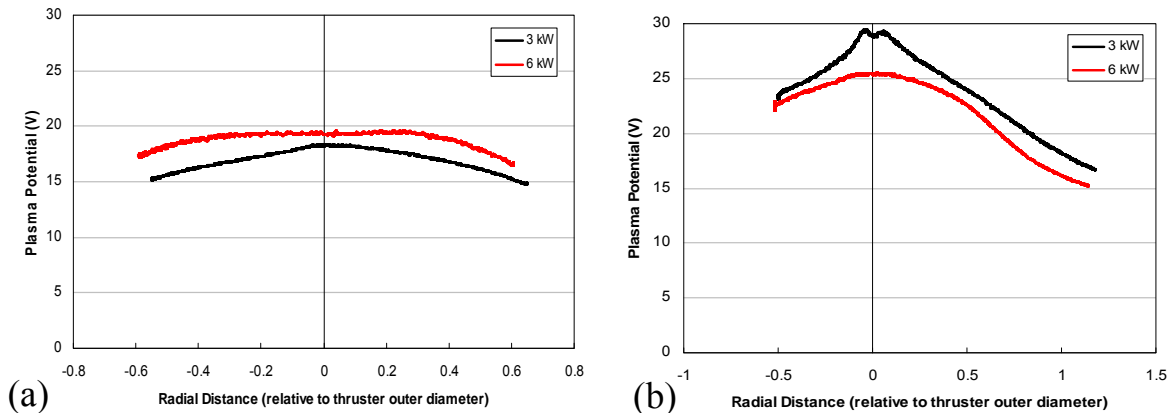 30
25
20
15
10
5
0
Plasma Potential (V)
3 kW
6 kW
-0.8 -0.6 -0.4 -0.2 0 0.2 0.4 0.6 0.8
Radial Distance (relative to thruster outer diameter)
(a)
30
25
20
15
10
5
0
Plasma Potential (V)
3 kW
6 kW
-1 -0.5 0 0.5 1 1.5
Radial Distance (relative to thruster outer diameter)
(b)